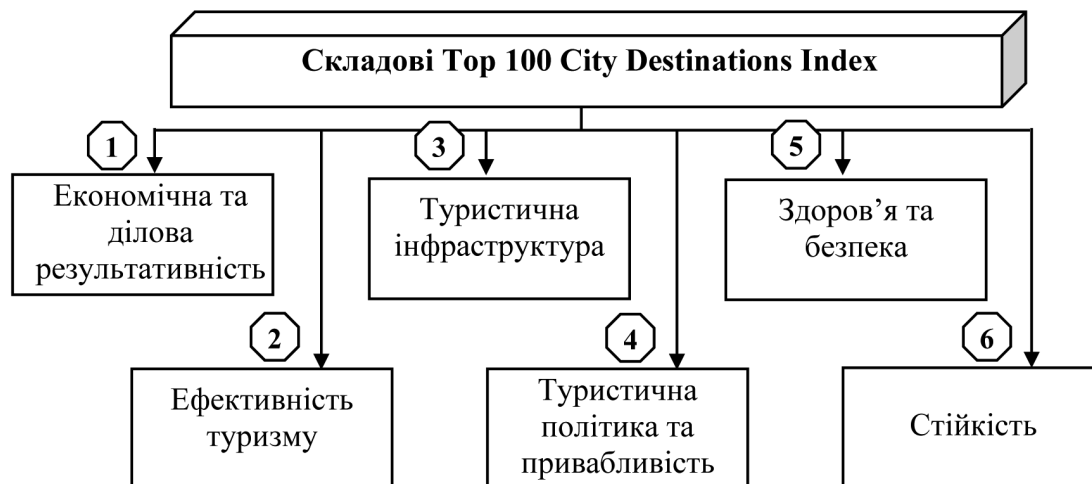 Складові Top 100 City Destinations Index
1
Економічна та
ділова
результативність
2
Ефективність
туризму
3
Туристична
інфраструктура
4
Туристична
політика та
привабливість
5
Здоров’я та
безпека
6
Стійкість